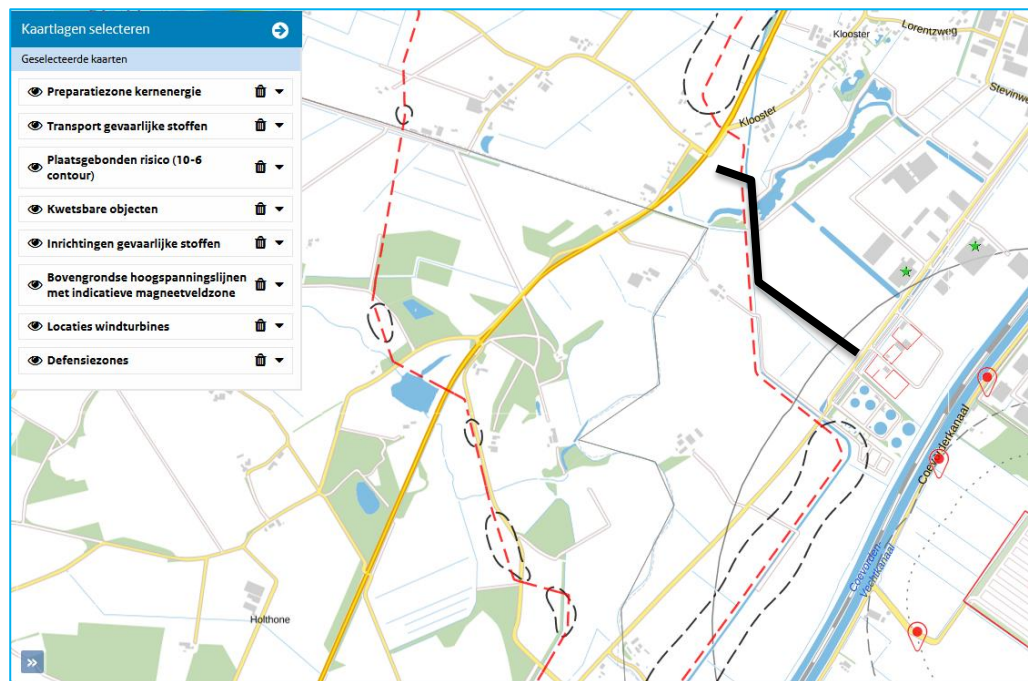 Kaartlagen selecteren
Geselecteerde kaarten
Preparatiezone kernenergie
Transport gevaarlijke stoffen
Plaatsgebonden risico (10-6
contour)
Kwetsbare objecten
Inrichtingen gevaarlijke stoffen
Bovengrondse hoogspanningslijnen
met indicatieve magneetveldzone
Locaties windturbines
Defensiezones
Klooster
Lorentzweg
Stevinwe
Klooster
Coevorderkanaal
Coevorden-
Vechtkanaal
Holthone
»